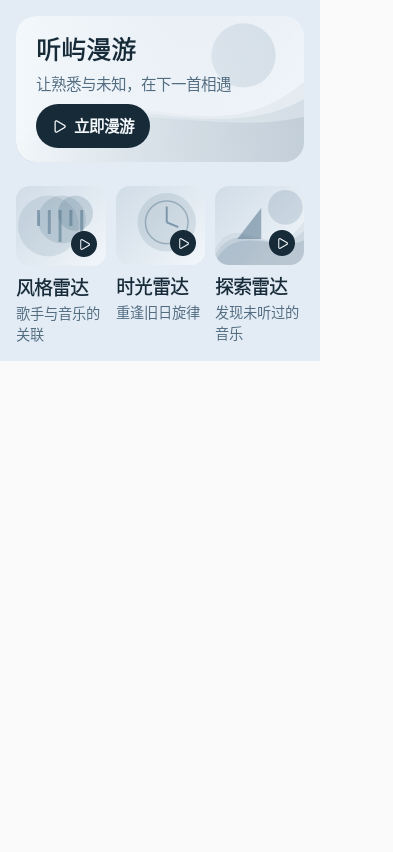 听屿漫游
让熟悉与未知，在下一首相遇
立即漫游
风格雷达
歌手与音乐的
关联
时光雷达
重逢旧日旋律
探索雷达
发现未听过的
音乐